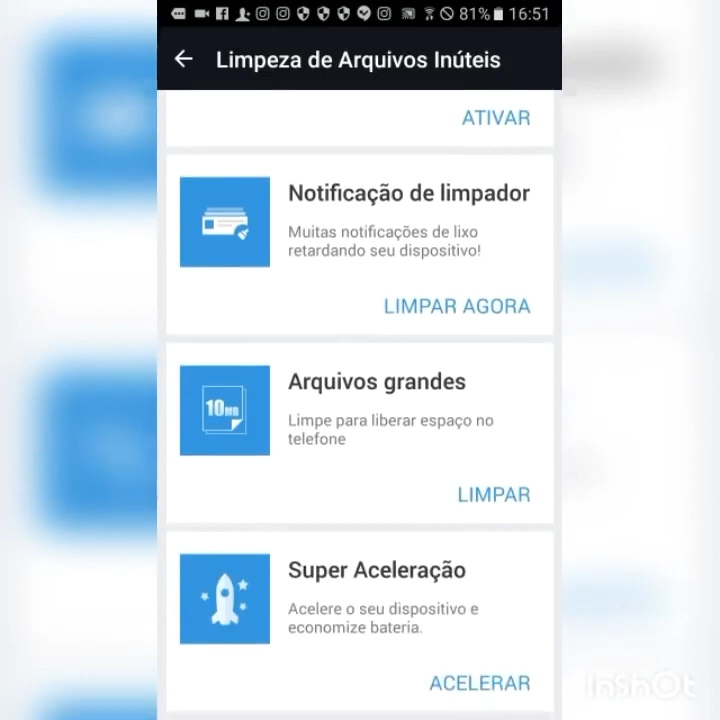 81% 16:51
Limpeza de Arquivos Inúteis
ATIVAR
Notificação de limpador
Muitas notificações de lixo
retardando seu dispositivo!
LIMPAR AGORA
10MB
Arquivos grandes
Limpe para liberar espaço no
telefone
LIMPAR
Super Aceleração
Acelere o seu dispositivo e
economize bateria.
ACELERAR
InShOt